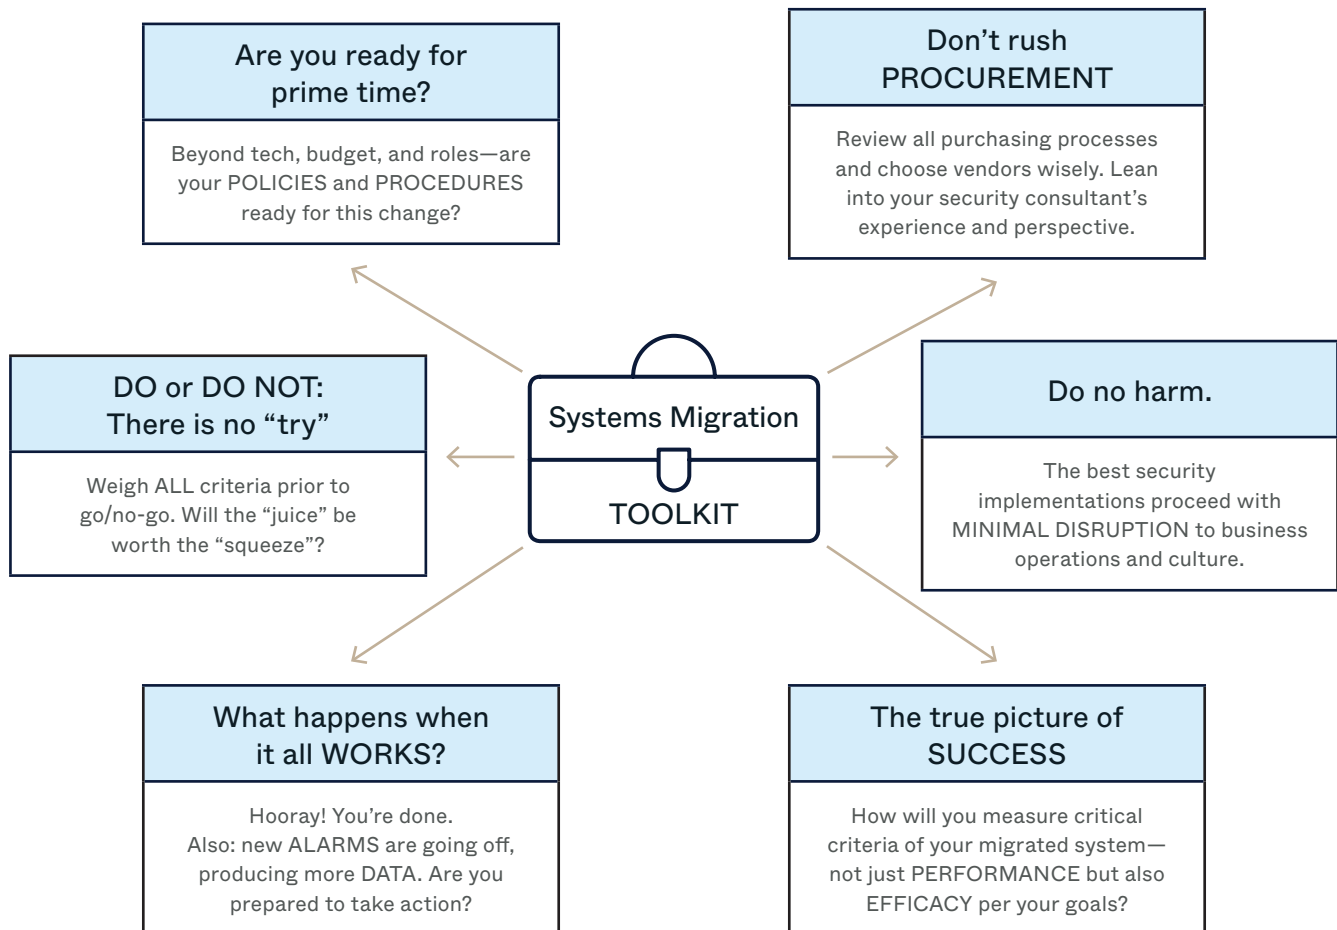 Are you ready for
prime time?
Beyond tech, budget, and roles—are
your POLICIES and PROCEDURES
ready for this change?
Don’t rush
PROCUREMENT
Review all purchasing processes
and choose vendors wisely. Lean
into your security consultant’s
experience and perspective.
DO or DO NOT:
There is no “try”
Weigh ALL criteria prior to
go/no-go. Will the “juice” be
worth the “squeeze”?
Systems Migration
TOOLKIT
Do no harm.
The best security
implementations proceed with
MINIMAL DISRUPTION to business
operations and culture.
What happens when
it all WORKS?
Hooray! You’re done.
Also: new ALARMS are going off,
producing more DATA. Are you
prepared to take action?
The true picture of
SUCCESS
How will you measure critical
criteria of your migrated system—
not just PERFORMANCE but also
EFFICACY per your goals?